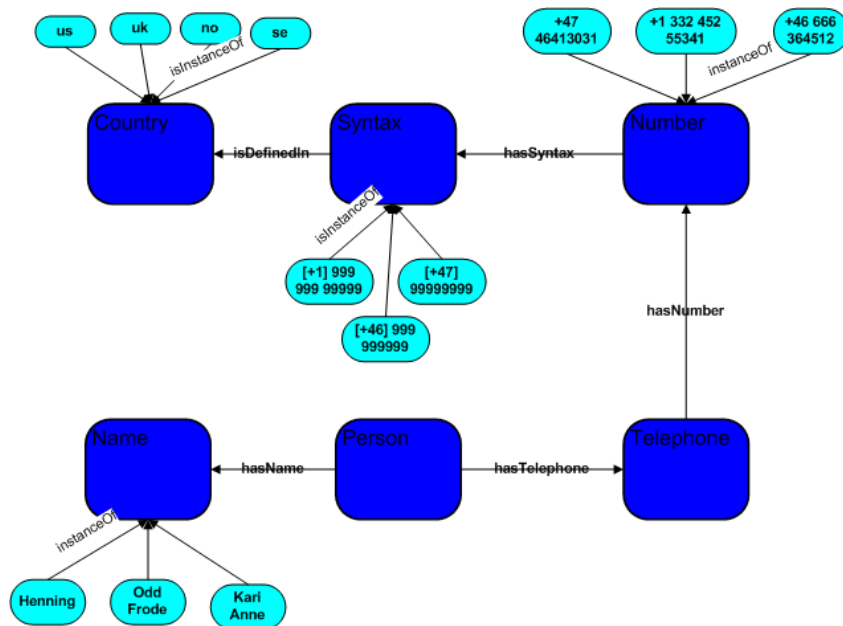 us
uk
no
se
isInstanceOf
+47
46413031
+1 332 452
55341
+46 666
364512
instanceOf
Country
Syntax
Number
isDefinedIn
hasSyntax
isInstanceOf
[+1] 999
999 99999
[+47]
99999999
[+46] 999
999999
hasNumber
Name
Person
Telephone
hasName
hasTelephone
instanceOf
Henning
Odd
Frode
Kari
Anne